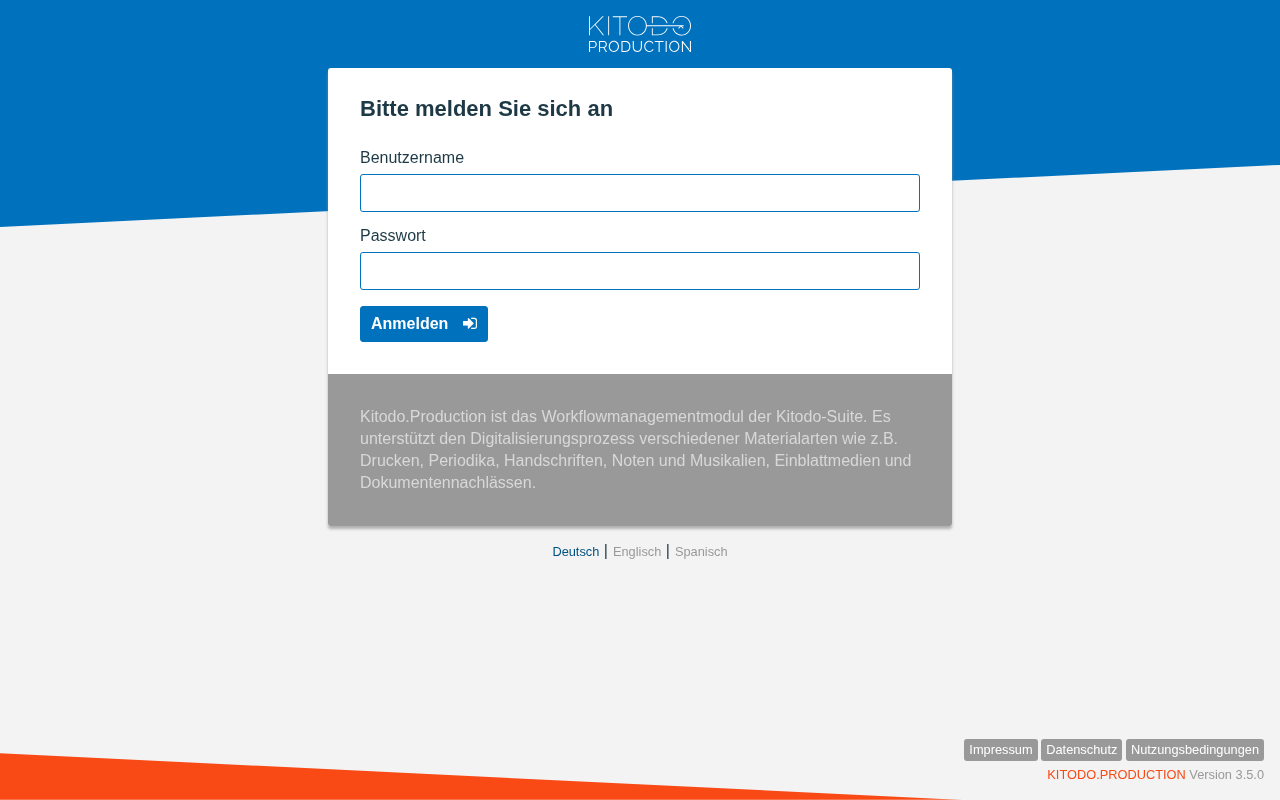 KITODO
PRODUCTION
Bitte melden Sie sich an
Benutzername
Passwort
Anmelden
Kitodo.Production ist das Workflowmanagementmodul der Kitodo-Suite. Es
unterstützt den Digitalisierungsprozess verschiedener Materialarten wie z.B.
Drucken, Periodika, Handschriften, Noten und Musikalien, Einblattmedien und
Dokumentennachlässen.
Deutsch | Englisch | Spanisch
Impressum Datenschutz Nutzungsbedingungen
KITODO.PRODUCTION Version 3.5.0